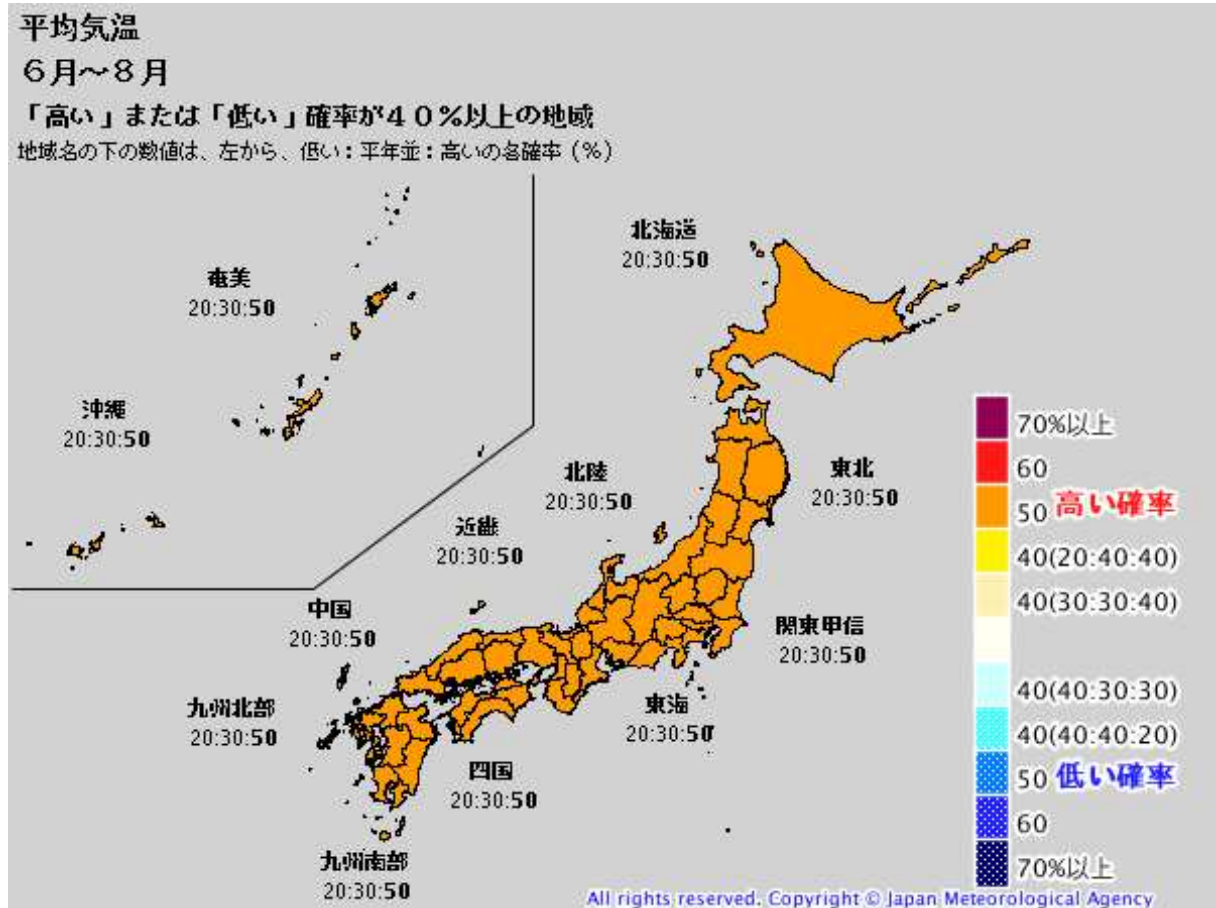 平均気温
6月～8月
「高い」または「低い」確率が40%以上の地域
地域名の下の数値は、左から、低い：平年並：高いの各確率（%）
北海道
20:30:50
奄美
20:30:50
沖縄
20:30:50
北陸
20:30:50
東北
20:30:50
近畿
20:30:50
中国
20:30:50
関東甲信
20:30:50
九州北部
20:30:50
東海
20:30:50
四国
20:30:50
九州南部
20:30:50
70%以上
60
50 高い確率
40(20:40:40)
40(30:30:40)
40(40:30:30)
40(40:40:20)
50 低い確率
60
70%以上
All rights reserved. Copyright © Japan Meteorological Agency